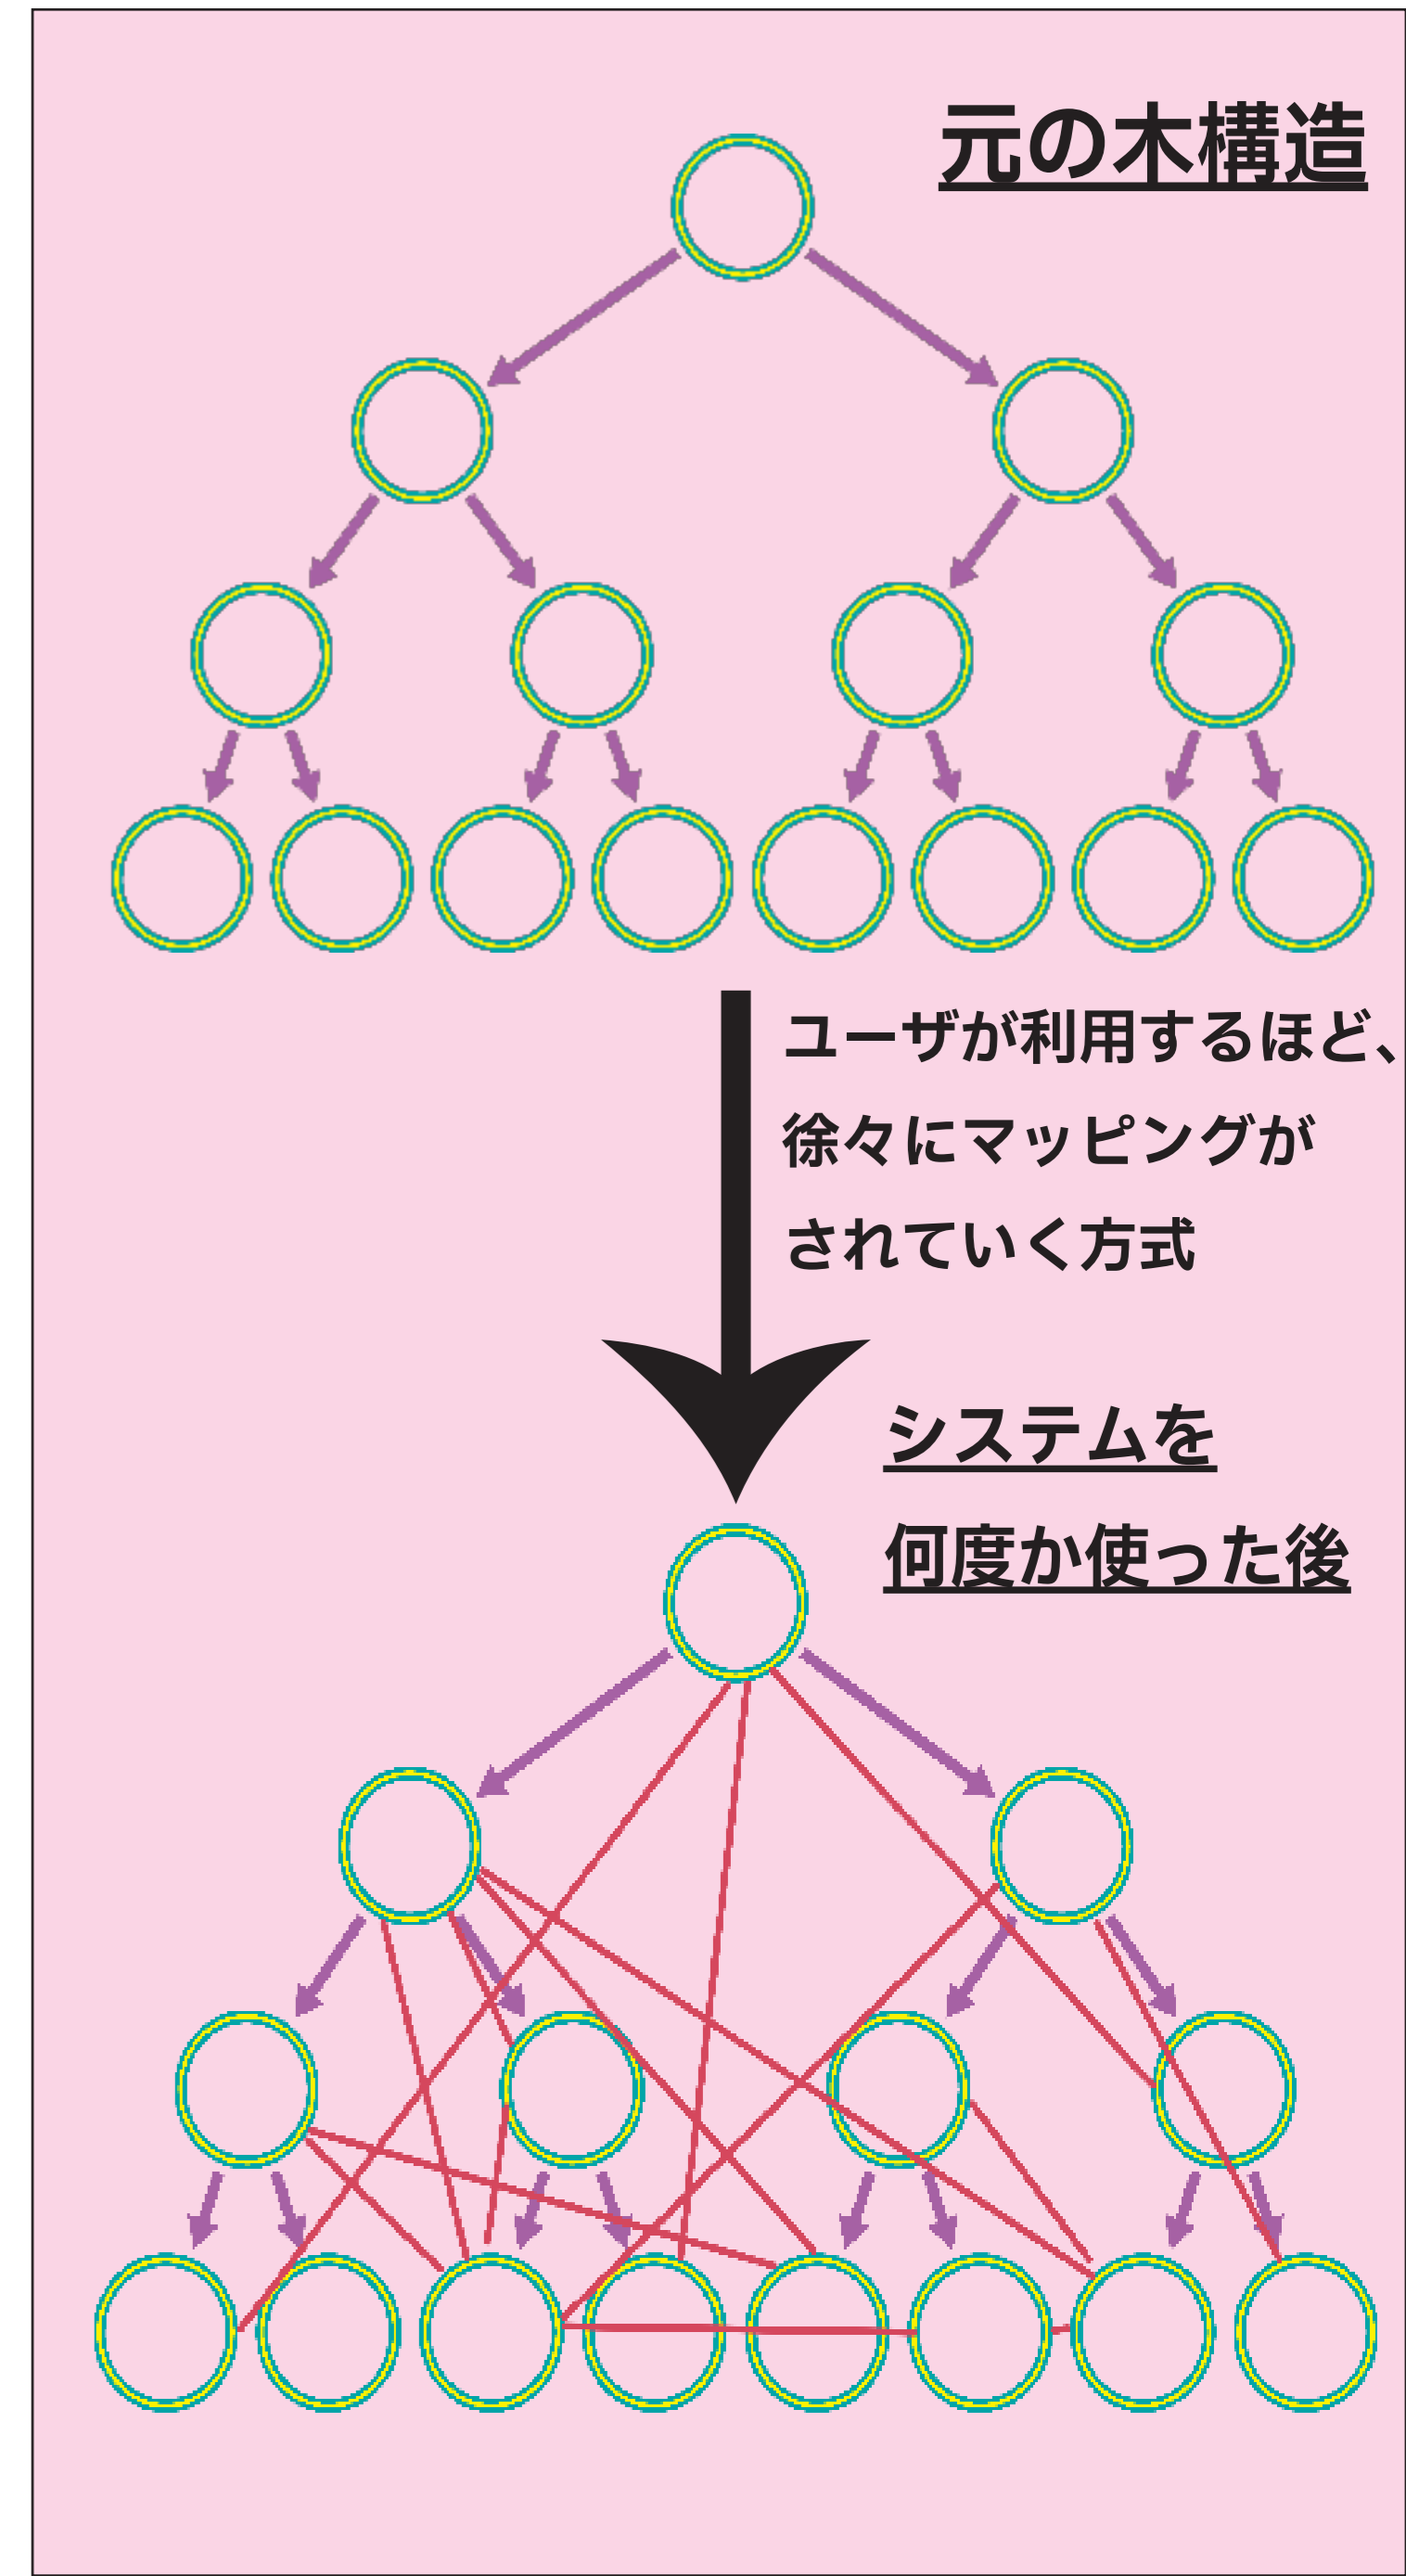 元の木構造
ユーザが利用するほど、
徐々にマッピングが
されていく方式
システムを
何度か使った後